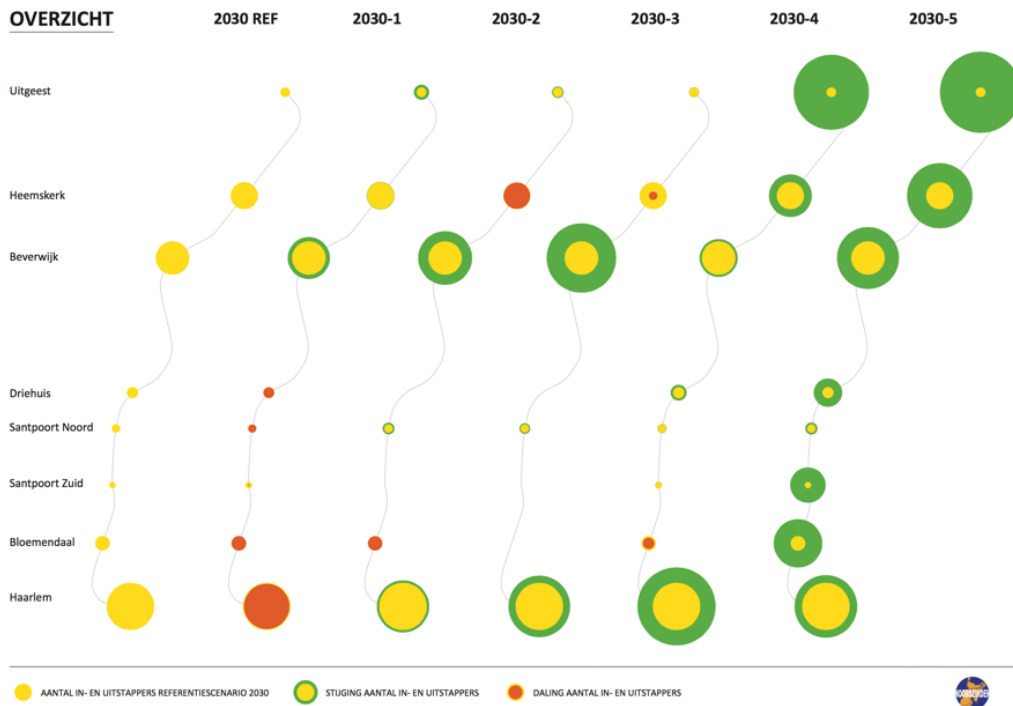 OVERZICHT 2030 REF 2030-1 2030-2 2030-3 2030-4 2030-5
Uitgeest
Heemskerk
Beverwijk
Driehuis
Santpoort Noord
Santpoort Zuid
Bloemendaal
Haarlem
AANTAL IN- EN UITSTAPPERS REFERENTIESCENARIO 2030 STIJGING AANTAL IN- EN UITSTAPPERS DALING AANTAL IN- EN UITSTAPPERS